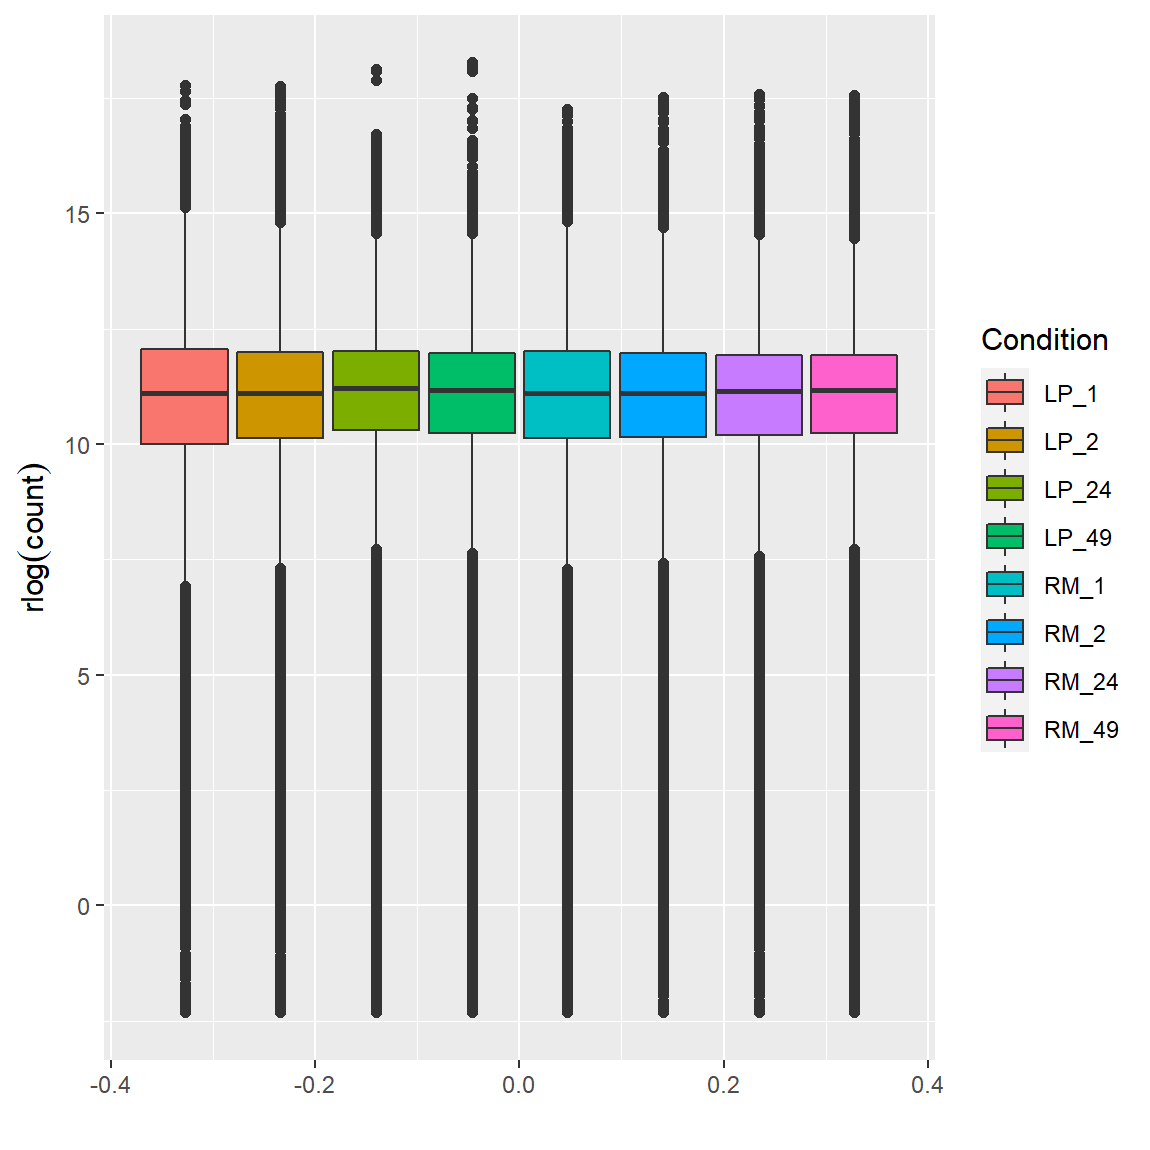 rlog(count)
15
10
5
0
-0.4
-0.2
0.0
0.2
0.4
Condition
LP_1
LP_2
LP_24
LP_49
RM_1
RM_2
RM_24
RM_49